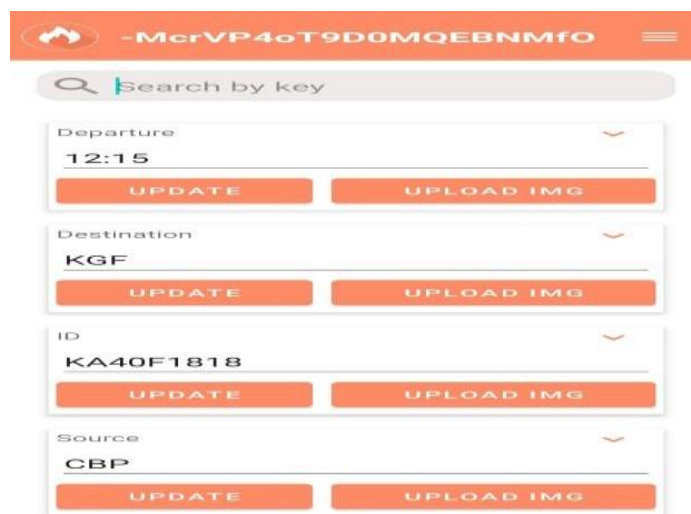 -McrVP4oT9D0MQEBNMfO
Search by key
Departure
12:15
UPDATE UPLOAD IMG
Destination
KGF
UPDATE UPLOAD IMG
ID
KA40F1818
UPDATE UPLOAD IMG
Source
CBP
UPDATE UPLOAD IMG